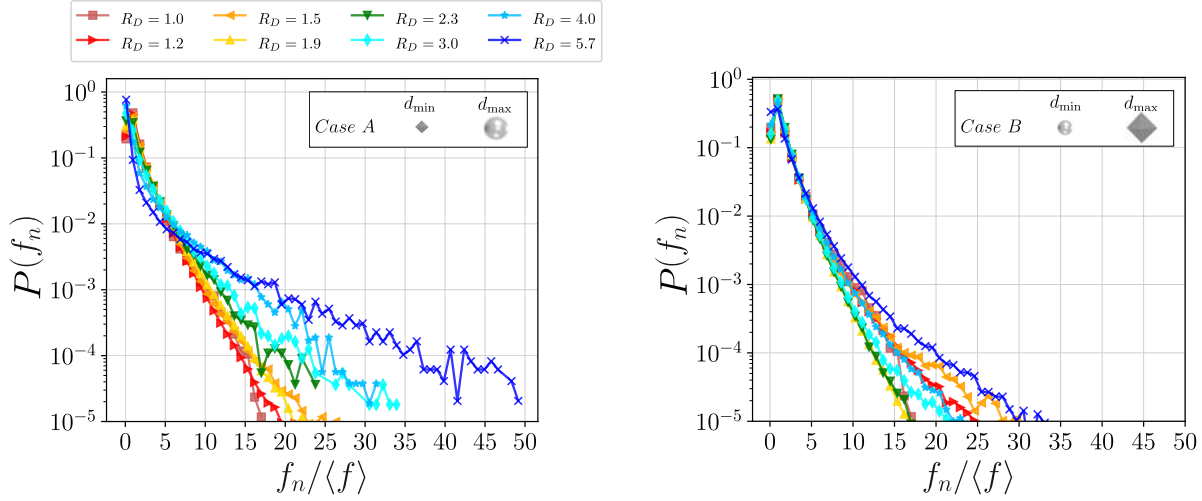 R_D = 1.0 R_D = 1.5 R_D = 2.3 R_D = 4.0
R_D = 1.2 R_D = 1.9 R_D = 3.0 R_D = 5.7
10^0
10^{-1}
10^{-2}
10^{-3}
10^{-4}
10^{-5}
P(f_n)
d_min d_max
Case A
0 5 10 15 20 25 30 35 40 45 50
f_n/⟨f⟩
10^0
10^{-1}
10^{-2}
10^{-3}
10^{-4}
10^{-5}
P(f_n)
d_min d_max
Case B
0 5 10 15 20 25 30 35 40 45 50
f_n/⟨f⟩